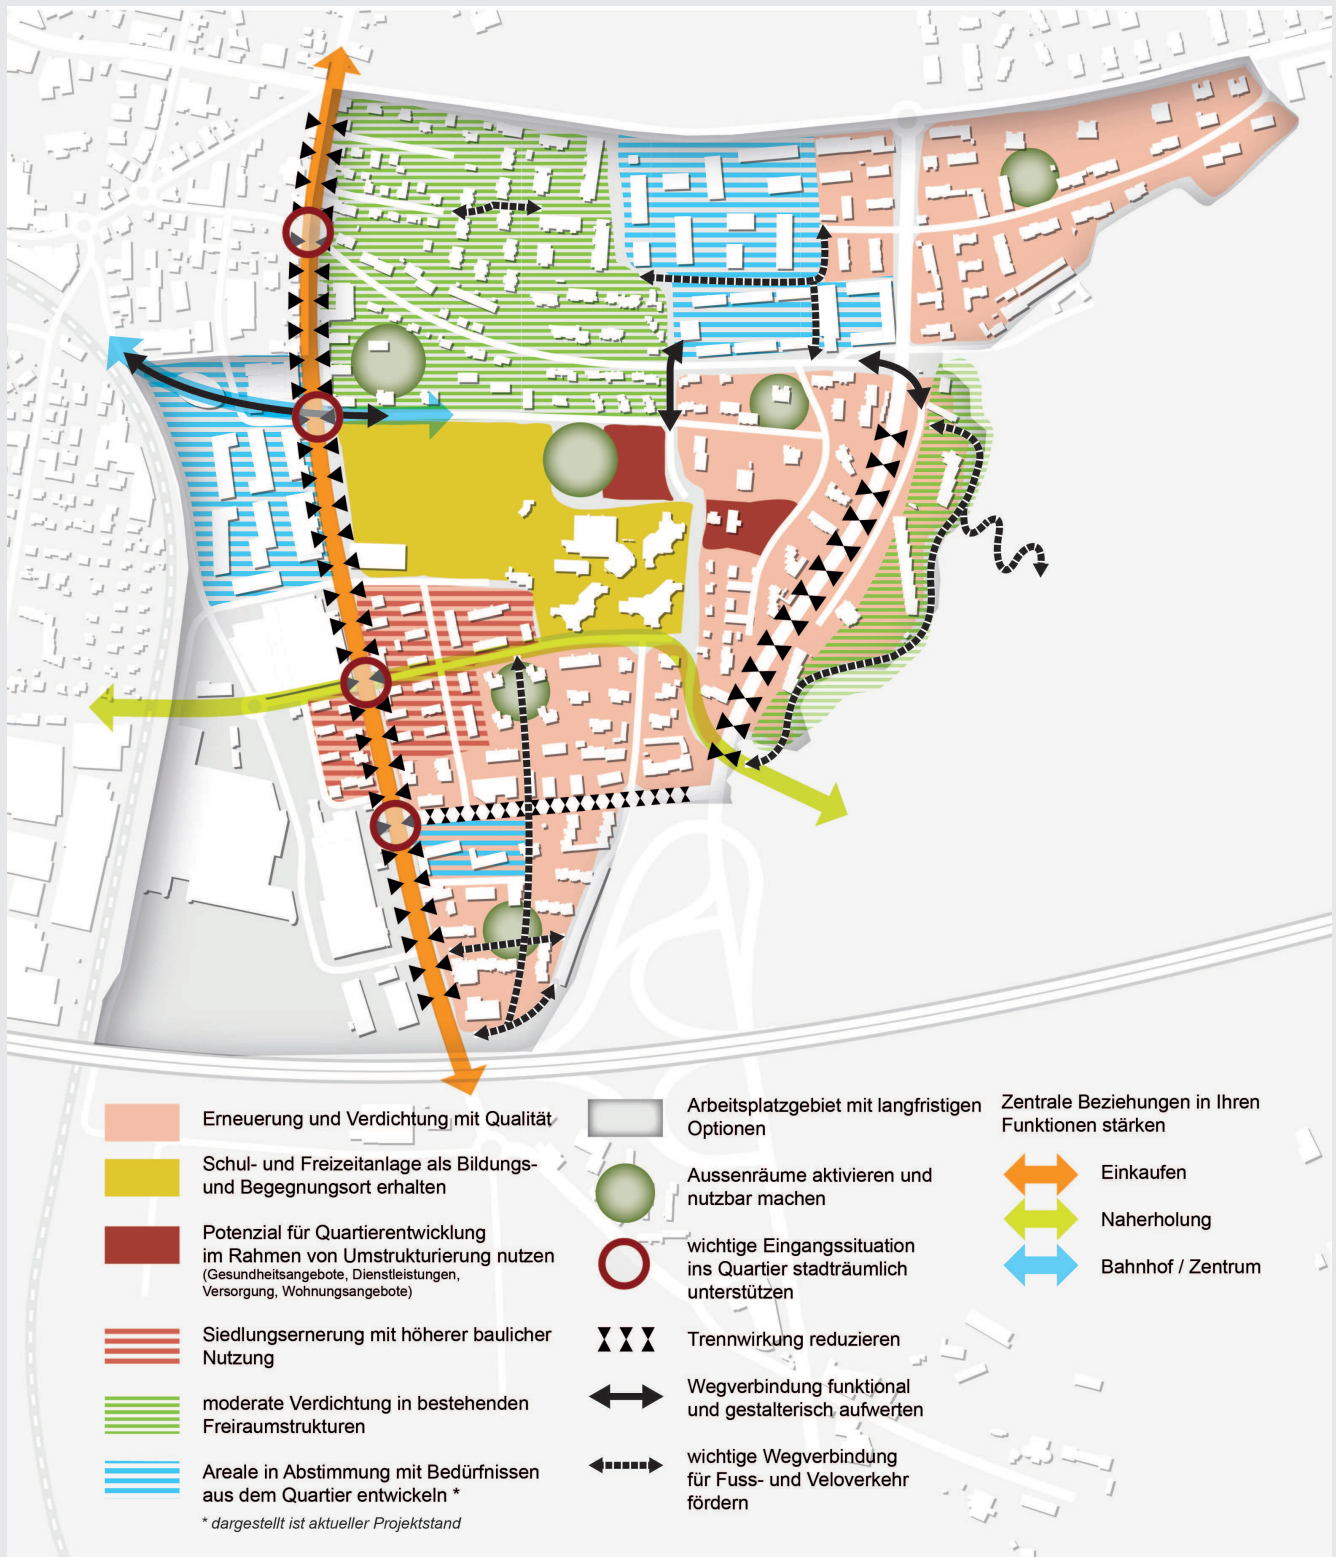 Erneuerung und Verdichtung mit Qualität
Schul- und Freizeitanlage als Bildungs-
und Begegnungsort erhalten
Potenzial für Quartierentwicklung
im Rahmen von Umstrukturierung nutzen
(Gesundheitsangebote, Dienstleistungen,
Versorgung, Wohnungsangebote)
Siedlungsernerung mit höherer baulicher
Nutzung
moderate Verdichtung in bestehenden
Freiraumstrukturen
Areale in Abstimmung mit Bedürfnissen
aus dem Quartier entwickeln *
* dargestellt ist aktueller Projektstand
Arbeitsplatzgebiet mit langfristigen
Optionen
Aussenräume aktivieren und
nutzbar machen
wichtige Eingangssituation
ins Quartier stadträumlich
unterstützen
Trennwirkung reduzieren
Wegverbindung funktional
und gestalterisch aufwerten
wichtige Wegverbindung
für Fuss- und Veloverkehr
fördern
Zentrale Beziehungen in Ihren
Funktionen stärken
Einkaufen
Naherholung
Bahnhof / Zentrum